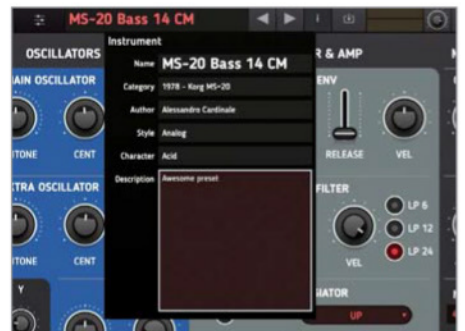 MS-20 Bass 14 CM
i
OSCILLATORS
Instrument
Name MS-20 Bass 14 CM
Category 1978 - Korg MS-20
Author Alessandro Cardinale
Style Analog
Character Acid
Description Awesome preset
R & AMP
AIN OSCILLATOR
ENV
ITONE CENT
RELEASE VEL
XTRA OSCILLATOR
FILTER
LP 6
LP 12
LP 24
ITONE CENT
VEL
Y
IATOR
UP